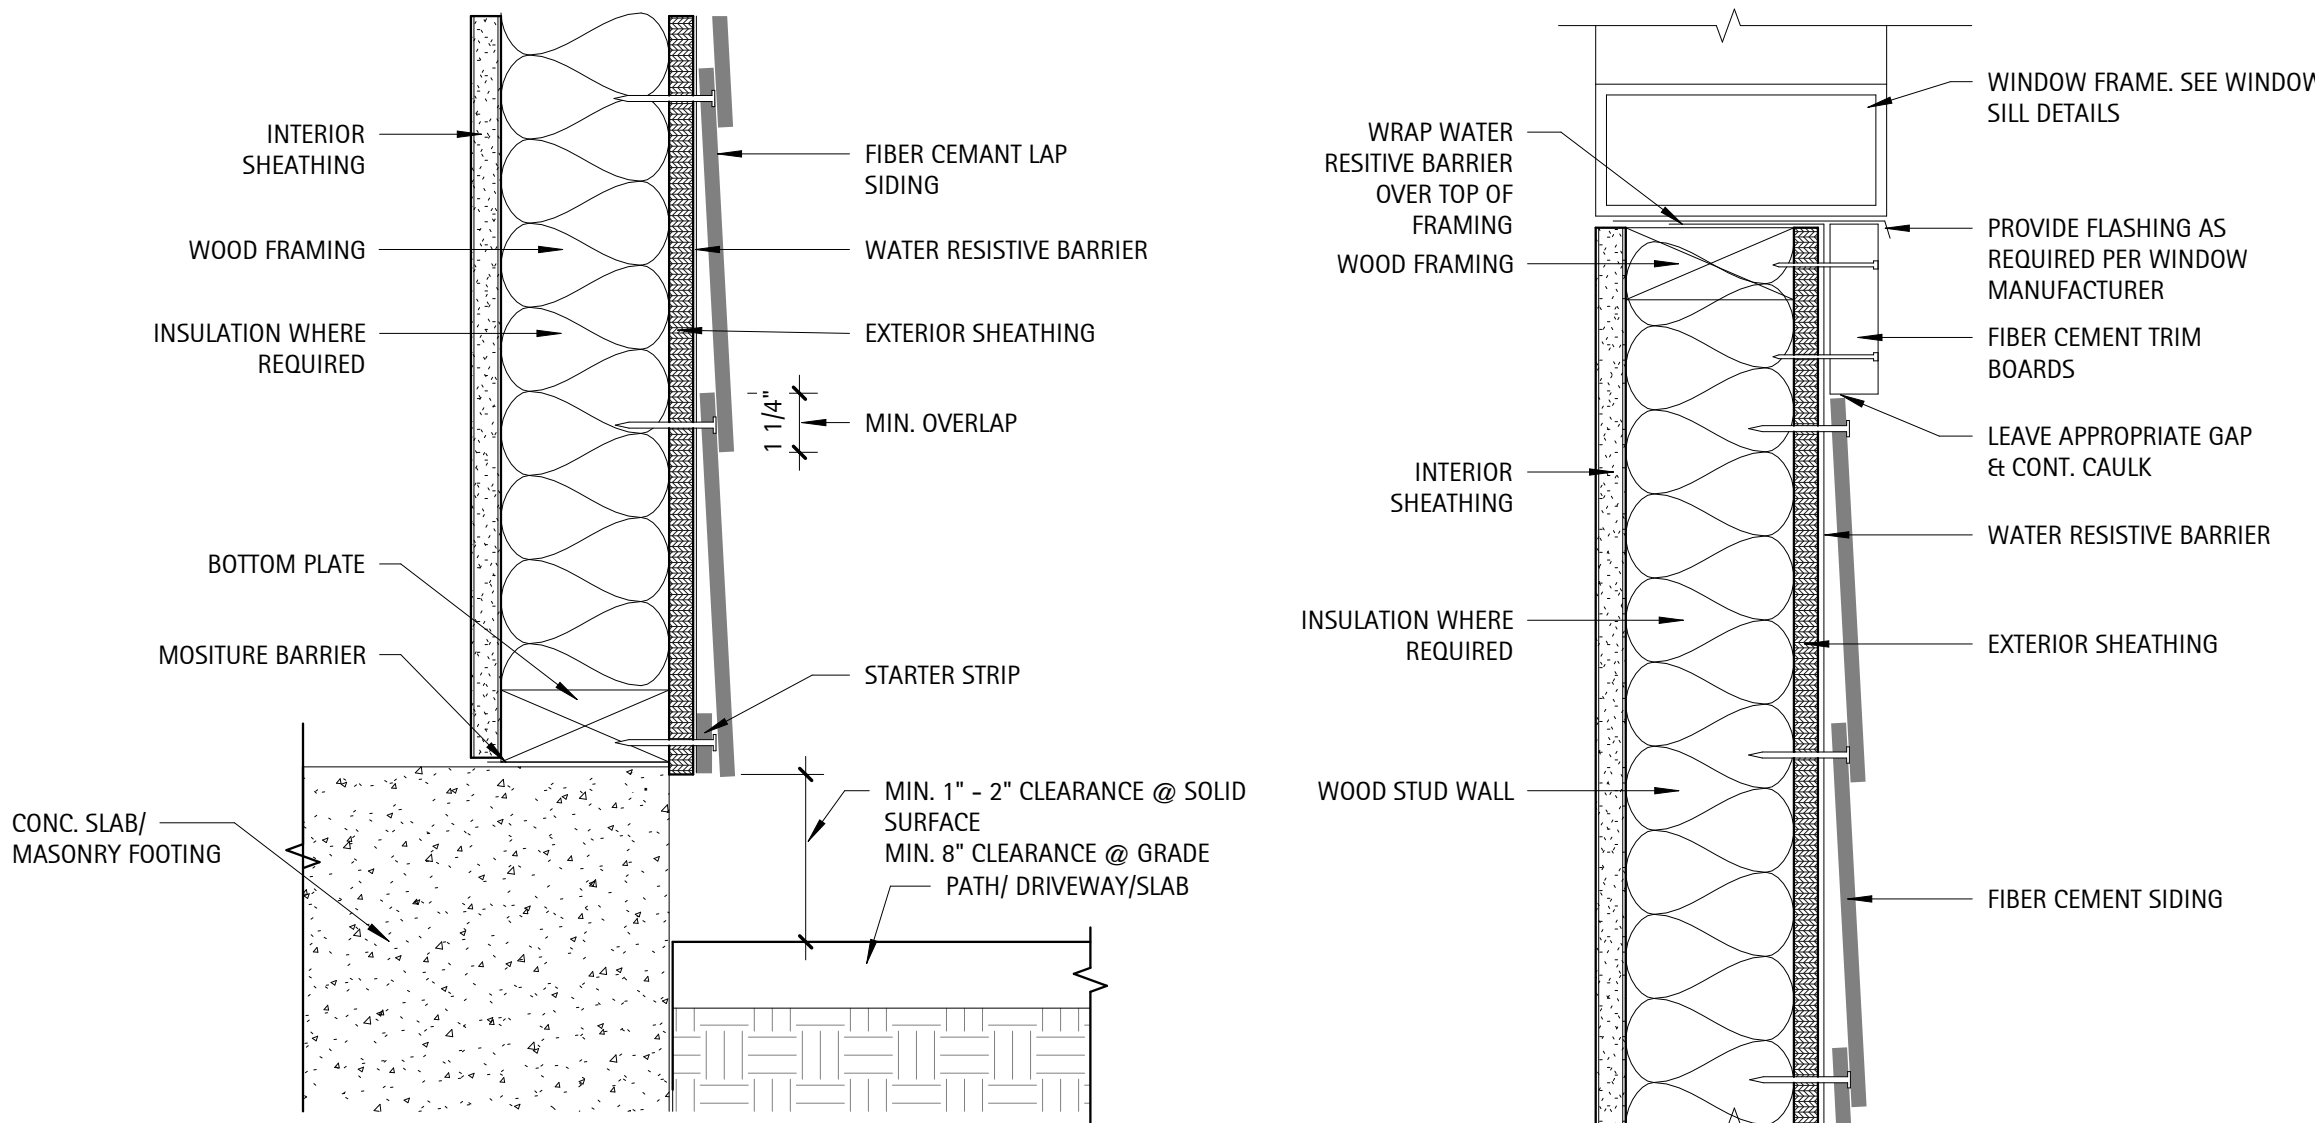 INTERIOR
SHEATHING
WOOD FRAMING
INSULATION WHERE
REQUIRED
BOTTOM PLATE
MOSITURE BARRIER
CONC. SLAB/
MASONRY FOOTING
FIBER CEMANT LAP
SIDING
WATER RESISTIVE BARRIER
EXTERIOR SHEATHING
1 1/4"
MIN. OVERLAP
STARTER STRIP
MIN. 1" - 2" CLEARANCE @ SOLID
SURFACE
MIN. 8" CLEARANCE @ GRADE
PATH/ DRIVEWAY/SLAB
WRAP WATER
RESITIVE BARRIER
OVER TOP OF
FRAMING
WOOD FRAMING
INTERIOR
SHEATHING
INSULATION WHERE
REQUIRED
WOOD STUD WALL
WINDOW FRAME. SEE WINDOW
SILL DETAILS
PROVIDE FLASHING AS
REQUIRED PER WINDOW
MANUFACTURER
FIBER CEMENT TRIM
BOARDS
LEAVE APPROPRIATE GAP
& CONT. CAULK
WATER RESISTIVE BARRIER
EXTERIOR SHEATHING
FIBER CEMENT SIDING